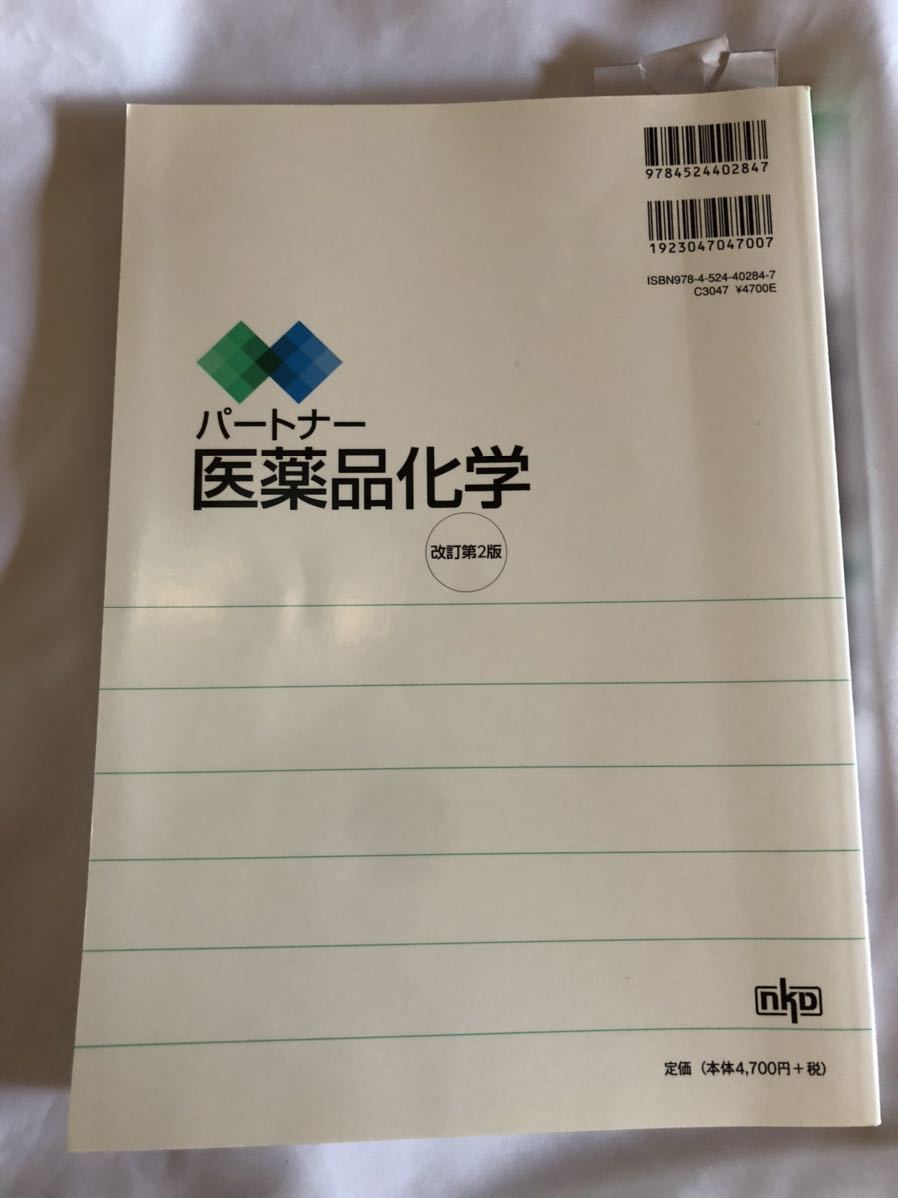 9784524402847
1923047047007
ISBN978-4-524-40284-7
C3047 ¥4700E
パートナー
医薬品化学
改訂第2版
nkD
定価（本体4,700円＋税）